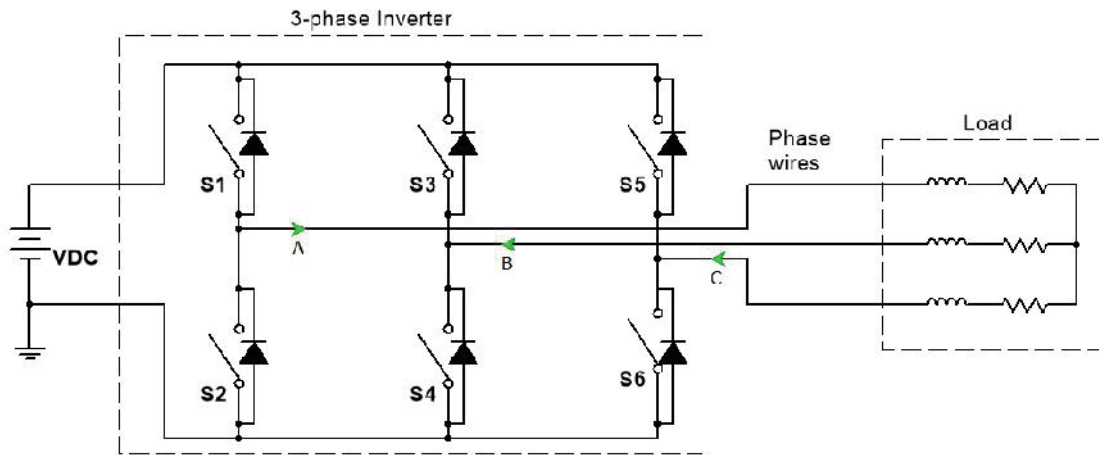 3-phase Inverter
Load
Phase
wires
S1
S3
S5
A
B
C
VDC
S2
S4
S6